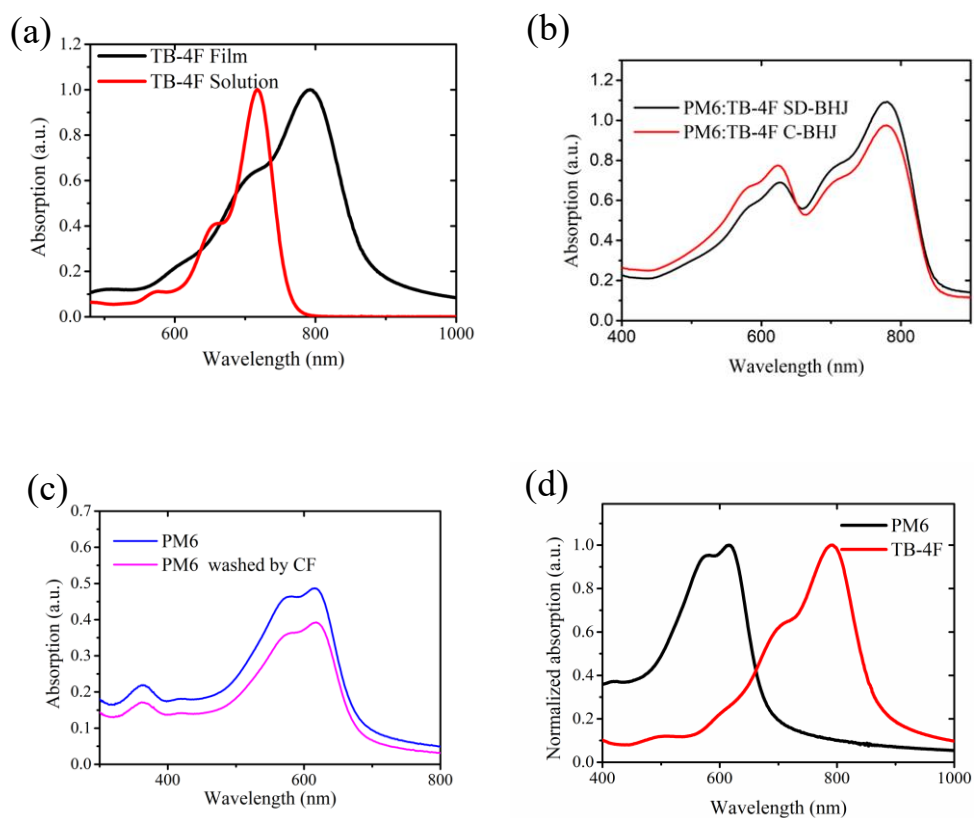 (a)
1.2
1.0
0.8
0.6
0.4
0.2
0.0
Absorption (a.u.)
TB-4F Film
TB-4F Solution
600
800
1000
Wavelength (nm)
(b)
1.2
1.0
0.8
0.6
0.4
0.2
0.0
Absorption (a.u.)
PM6:TB-4F SD-BHJ
PM6:TB-4F C-BHJ
400
500
600
700
800
Wavelength (nm)
(c)
0.7
0.6
0.5
0.4
0.3
0.2
0.1
0.0
Absorption (a.u.)
PM6
PM6 washed by CF
400
600
800
Wavelength (nm)
(d)
1.0
0.8
0.6
0.4
0.2
0.0
Normalized absorption (a.u.)
PM6
TB-4F
400
600
800
1000
Wavelength (nm)